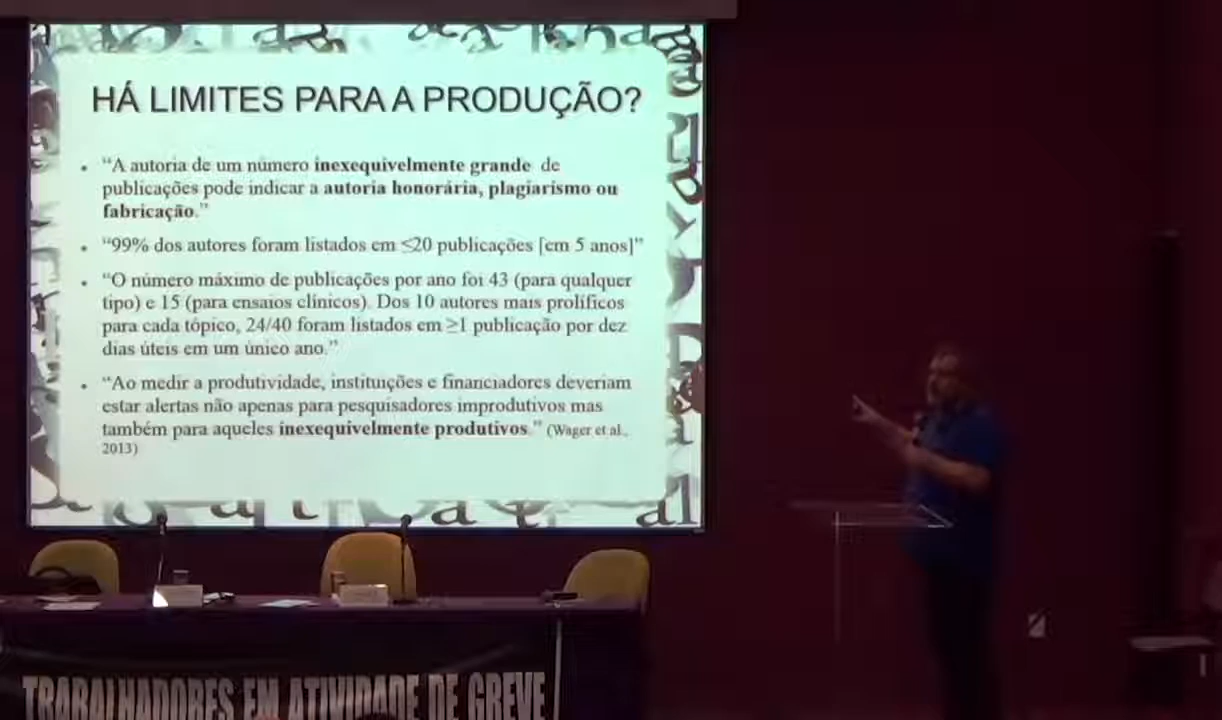 HÁ LIMITES PARA A PRODUÇÃO?
• “A autoria de um número inexequivelmente grande de
publicações pode indicar a autoria honorária, plagiarismo ou
fabricação.”
• “99% dos autores foram listados em ≤20 publicações [em 5 anos]”
• “O número máximo de publicações por ano foi 43 (para qualquer
tipo) e 15 (para ensaios clínicos). Dos 10 autores mais prolíficos
para cada tópico, 24/40 foram listados em ≥1 publicação por dez
dias úteis em um único ano.”
• “Ao medir a produtividade, instituições e financiadores deveriam
estar alertas não apenas para pesquisadores improdutivos mas
também para aqueles inexequivelmente produtivos.” (Wager et al.,
2013)
TRABALHADORES EM ATIVIDADE DE GREVE